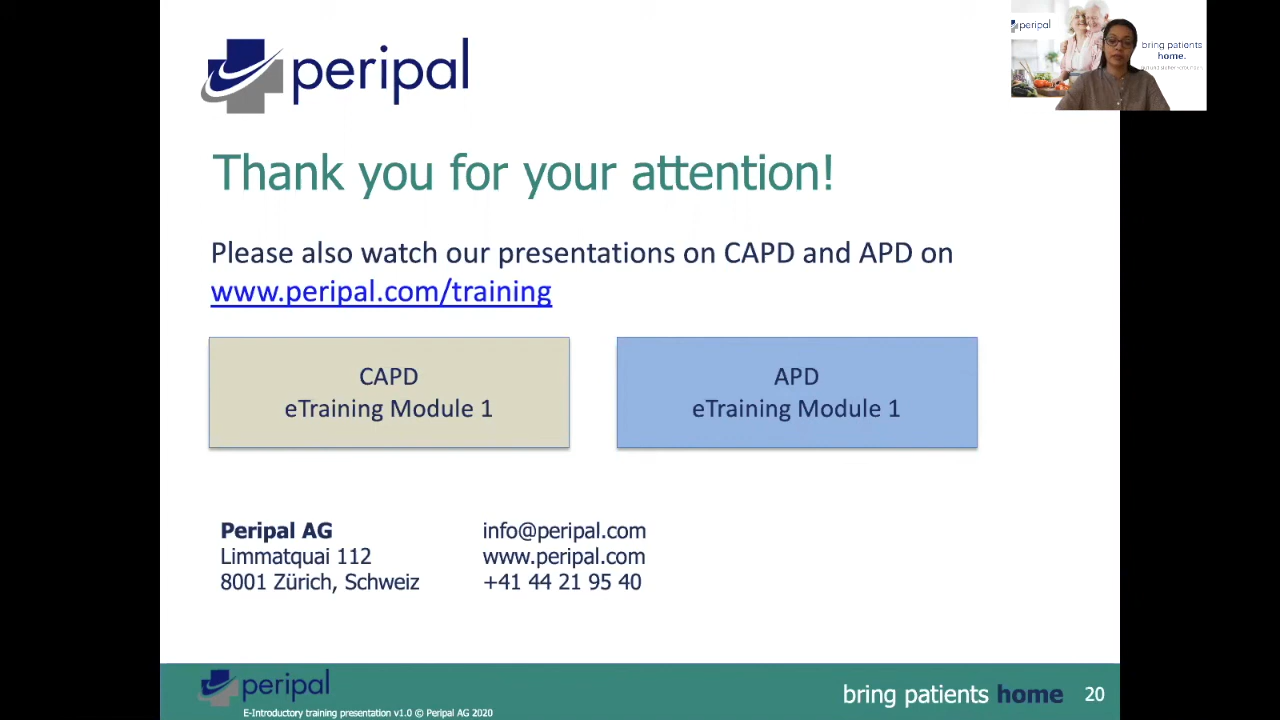 peripal
Thank you for your attention!
Please also watch our presentations on CAPD and APD on
www.peripal.com/training
CAPD
eTraining Module 1
APD
eTraining Module 1
Peripal AG
Limmatquai 112
8001 Zürich, Schweiz
info@peripal.com
www.peripal.com
+41 44 21 95 40
peripal
E-Introductory training presentation v1.0 © Peripal AG 2020
bring patients home
20
peripal
bring patients
home.